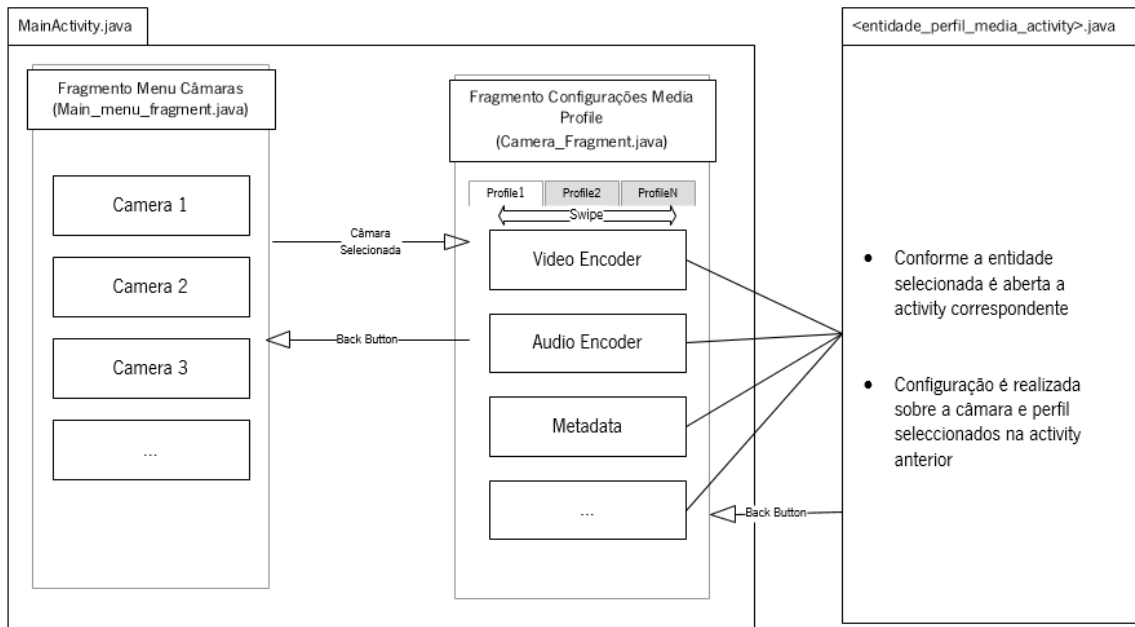 MainActivity.java
Fragmento Menu Câmaras
(Main_menu_fragment.java)
Camera 1
Camera 2
Camera 3
...
Câmara
Selecionada
Back Button
Fragmento Configurações Media
Profile
(Camera_Fragment.java)
Profile1
Profile2
ProfileN
Swipe
Video Encoder
Audio Encoder
Metadata
...
Back Button
<entidade_perfil_media_activity>.java
• Conforme a entidade
selecionada é aberta a
activity correspondente
• Configuração é realizada
sobre a câmara e perfil
seleccionados na activity
anterior